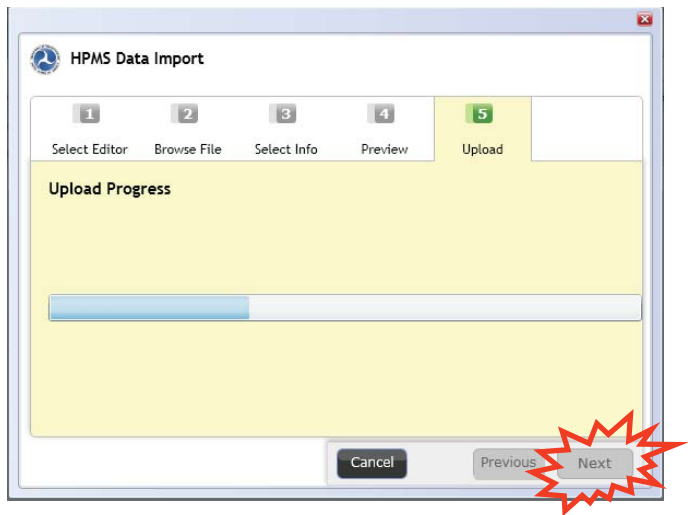 HPMS Data Import
1 2 3 4 5
Select Editor Browse File Select Info Preview Upload
Upload Progress
Cancel Previous Next